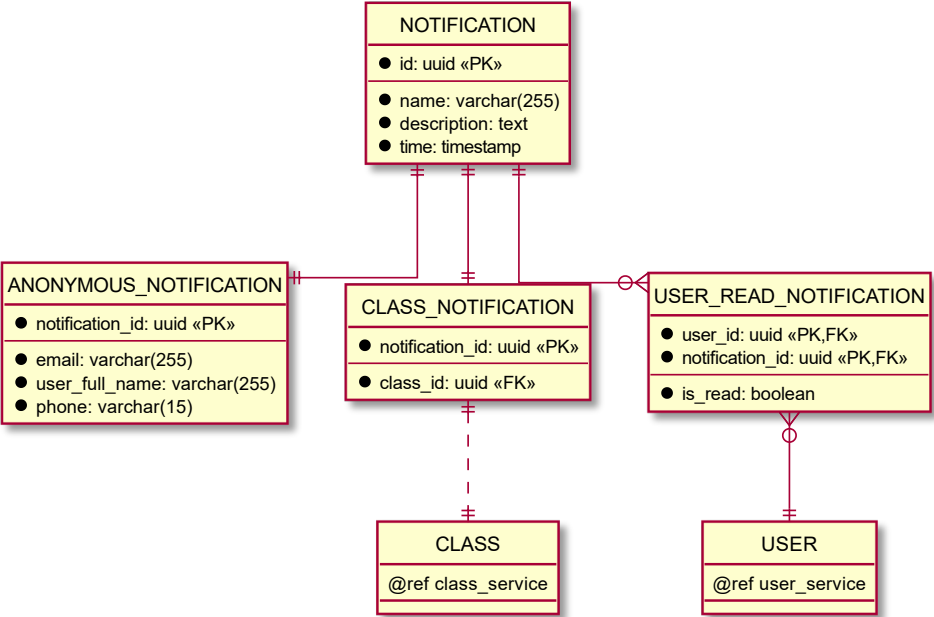 NOTIFICATION
id: uuid «PK»
name: varchar(255)
description: text
time: timestamp
ANONYMOUS_NOTIFICATION
notification_id: uuid «PK»
email: varchar(255)
user_full_name: varchar(255)
phone: varchar(15)
CLASS_NOTIFICATION
notification_id: uuid «PK»
class_id: uuid «FK»
USER_READ_NOTIFICATION
user_id: uuid «PK,FK»
notification_id: uuid «PK,FK»
is_read: boolean
CLASS
@ref class_service
USER
@ref user_service